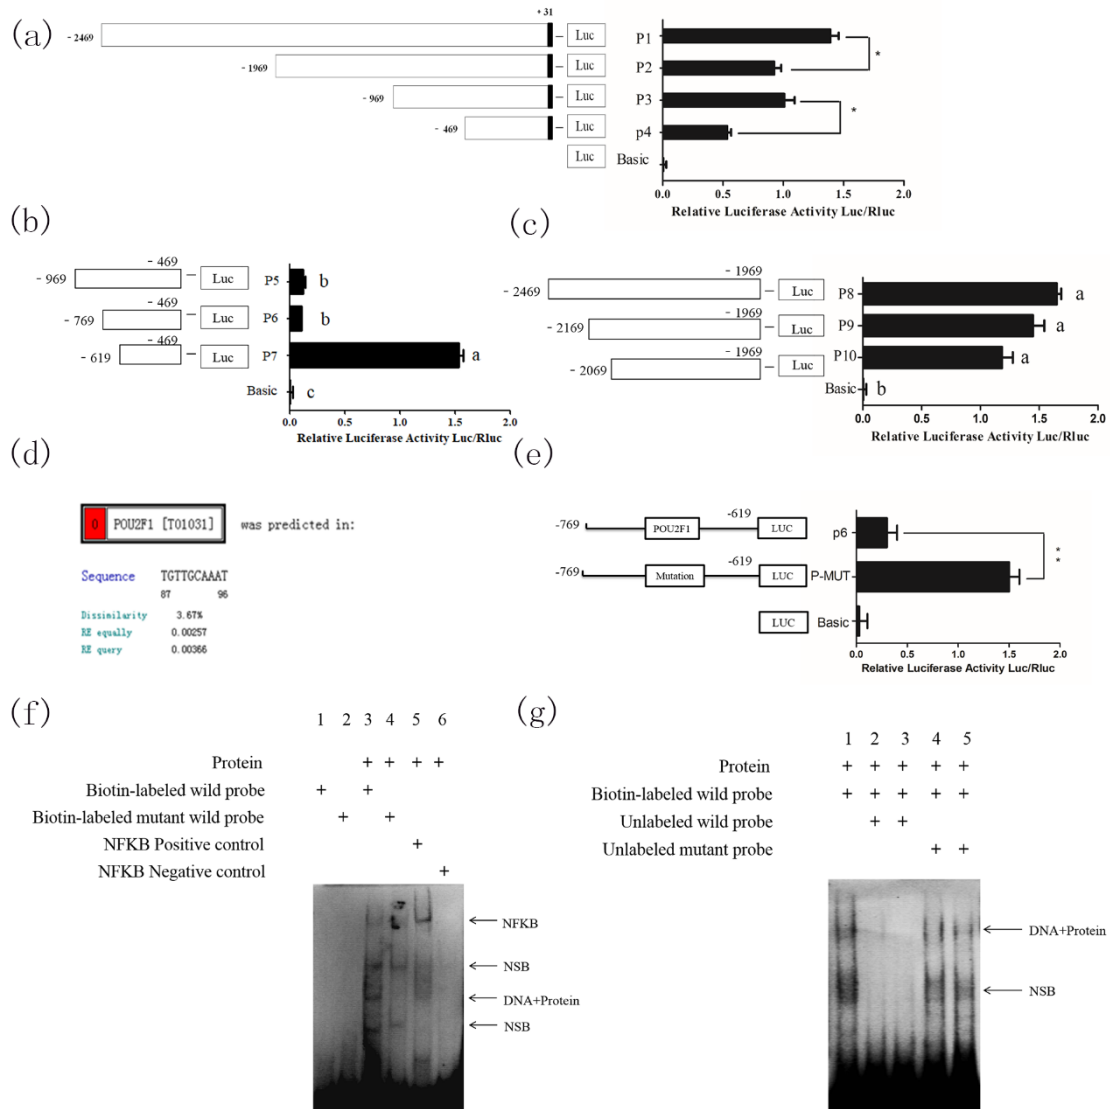 (a)
+ 31
- 2469
Luc
P1
*
- 1969
Luc
P2
- 969
Luc
P3
*
- 469
Luc
p4
Luc
Basic
0.0 0.5 1.0 1.5 2.0
Relative Luciferase Activity Luc/Rluc
(b)
- 969
- 469
Luc
P5
b
- 769
- 469
Luc
P6
b
- 619
- 469
Luc
P7
a
Basic
c
0.0 0.5 1.0 1.5 2.0
Relative Luciferase Activity Luc/Rluc
(c)
- 2469
- 1969
Luc
P8
a
- 2169
- 1969
Luc
P9
a
- 2069
- 1969
Luc
P10
a
Basic
b
0.0 0.5 1.0 1.5 2.0
Relative Luciferase Activity Luc/Rluc
(d)
0 POU2F1 [T01031] was predicted in:
Sequence TGTTGCAAAT
87 96
Dissimilarity 3.67%
RE equally 0.00257
RE query 0.00366
(e)
-769
POU2F1
-619
LUC
p6
**
-769
Mutation
-619
LUC
P-MUT
LUC
Basic
0.0 0.5 1.0 1.5 2.0
Relative Luciferase Activity Luc/Rluc
(f)
1 2 3 4 5 6
Protein + + + +
Biotin-labeled wild probe + +
Biotin-labeled mutant wild probe + +
NFKB Positive control +
NFKB Negative control +
NFKB
NSB
DNA+Protein
NSB
(g)
1 2 3 4 5
Protein + + + + +
Biotin-labeled wild probe + + + + +
Unlabeled wild probe + +
Unlabeled mutant probe + +
DNA+Protein
NSB